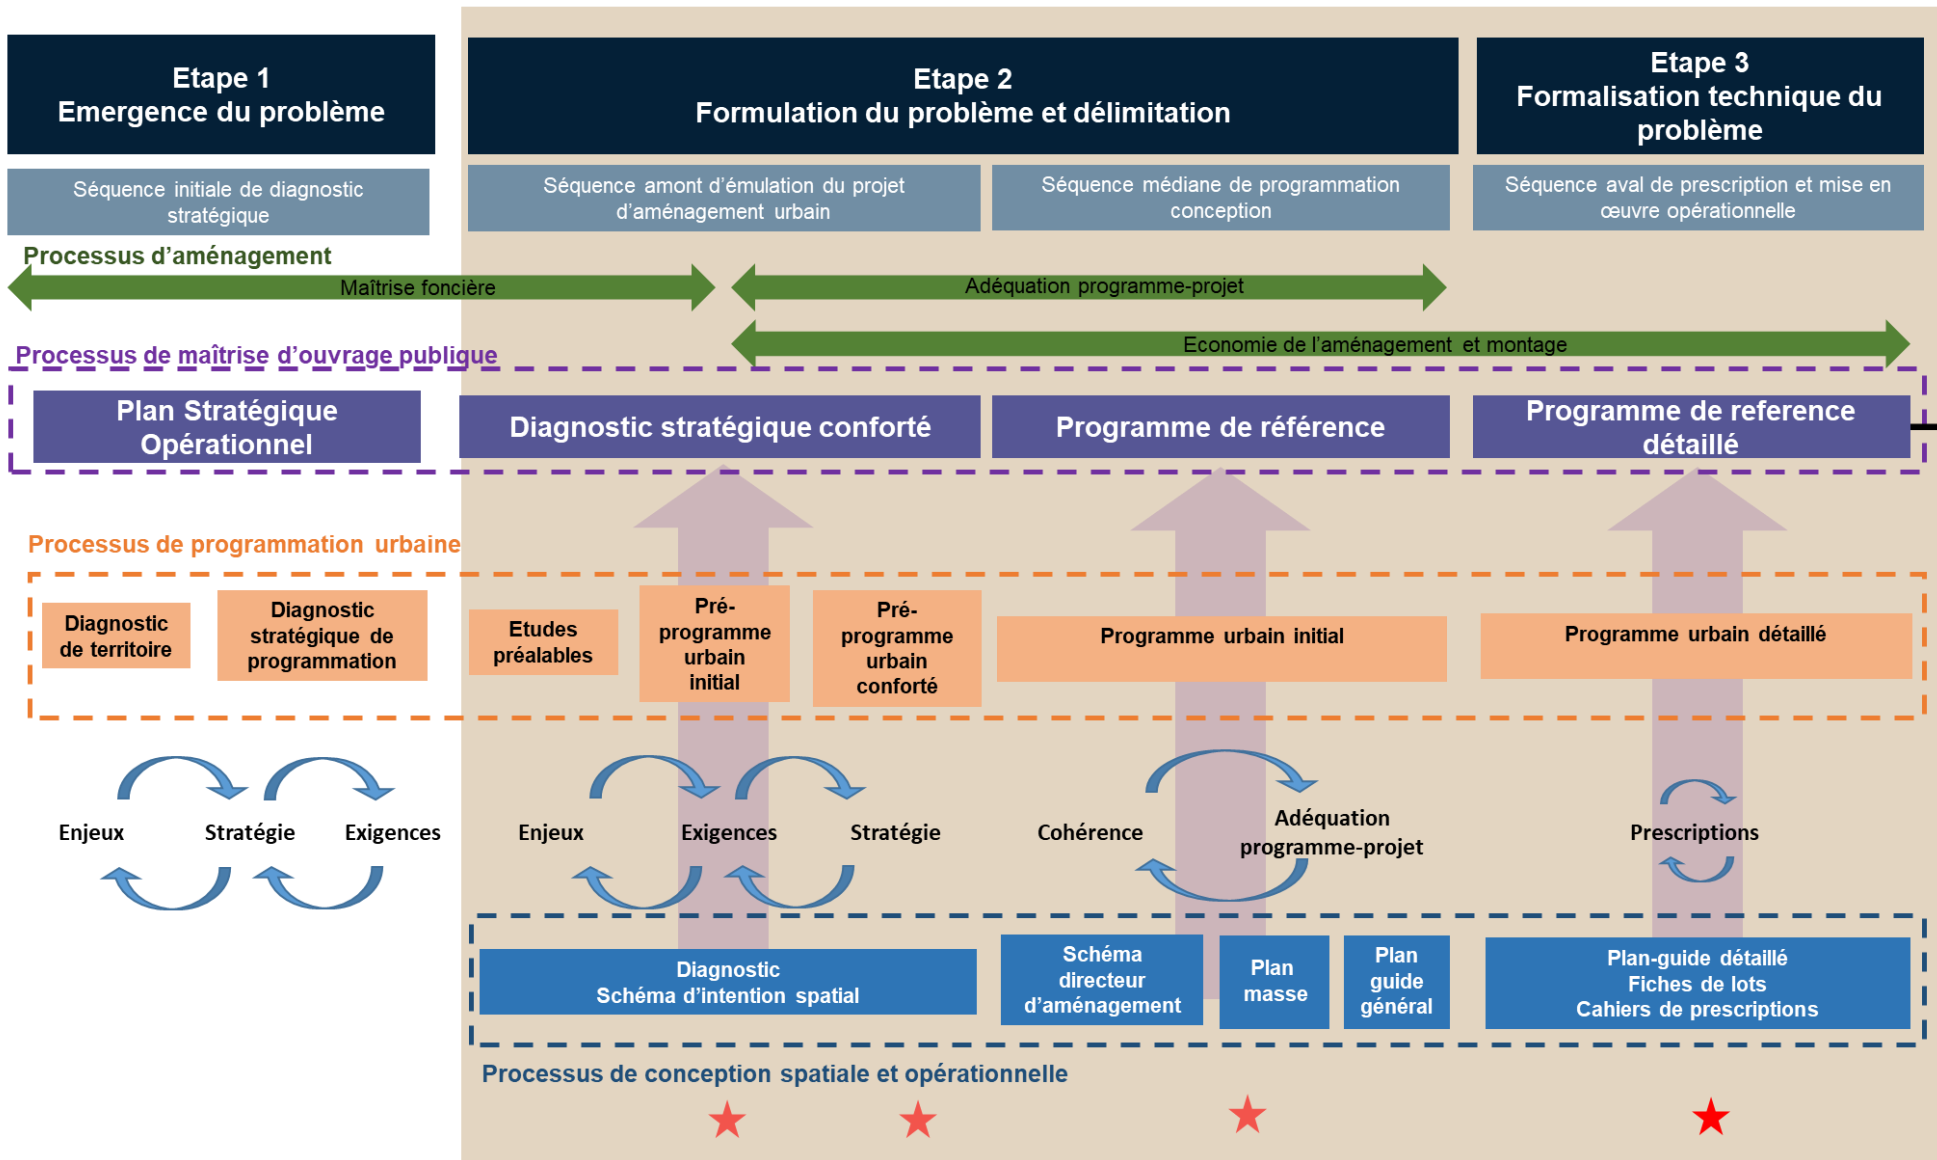 Etape 1
Emergence du problème
Etape 2
Formulation du problème et délimitation
Etape 3
Formalisation technique du
problème
Séquence initiale de diagnostic
stratégique
Séquence amont d'émulation du projet
d'aménagement urbain
Séquence médiane de programmation
conception
Séquence aval de prescription et mise en
œuvre opérationnelle
Processus d'aménagement
Maîtrise foncière
Adéquation programme-projet
Economie de l'aménagement et montage
Processus de maîtrise d'ouvrage publique
Plan Stratégique
Opérationnel
Diagnostic stratégique conforté
Programme de référence
Programme de reference
détaillé
Processus de programmation urbaine
Diagnostic
de territoire
Diagnostic
stratégique de
programmation
Etudes
préalables
Pré-
programme
urbain
initial
Pré-
programme
urbain
conforté
Programme urbain initial
Programme urbain détaillé
Enjeux
Stratégie
Exigences
Enjeux
Exigences
Stratégie
Cohérence
Adéquation
programme-projet
Prescriptions
Diagnostic
Schéma d'intention spatial
Schéma
directeur
d'aménagement
Plan
masse
Plan
guide
général
Plan-guide détaillé
Fiches de lots
Cahiers de prescriptions
Processus de conception spatiale et opérationnelle